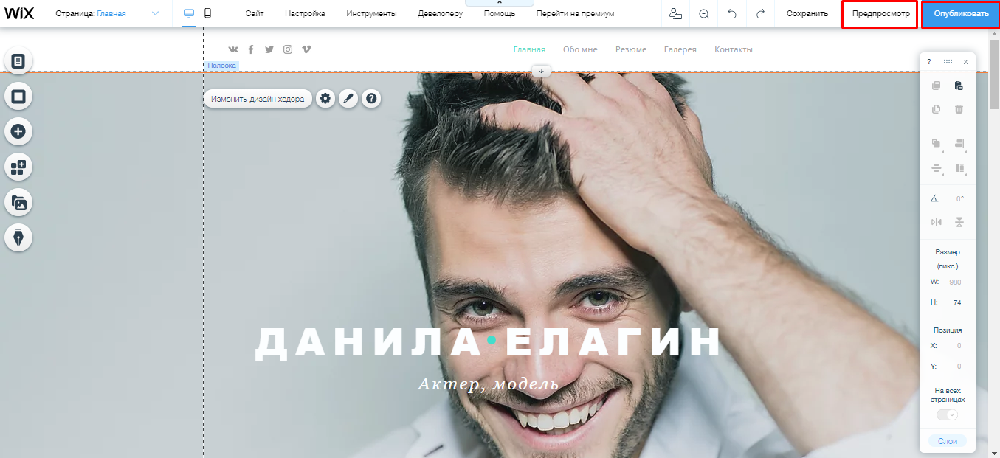 WiX Страница: Главная Сайт Настройка Инструменты Девелоперу Помощь Перейти на премиум Сохранить Предпросмотр Опубликовать
Главная Обо мне Резюме Галерея Контакты
Полоска
? x
Изменить дизайн хедера ?
0°
Размер
(пикс.)
W: 980
H: 74
ДАНИЛА•ЕЛАГИН
Позиция
X: 0
Y: 0
Актер, модель
На всех
страницах
Слои